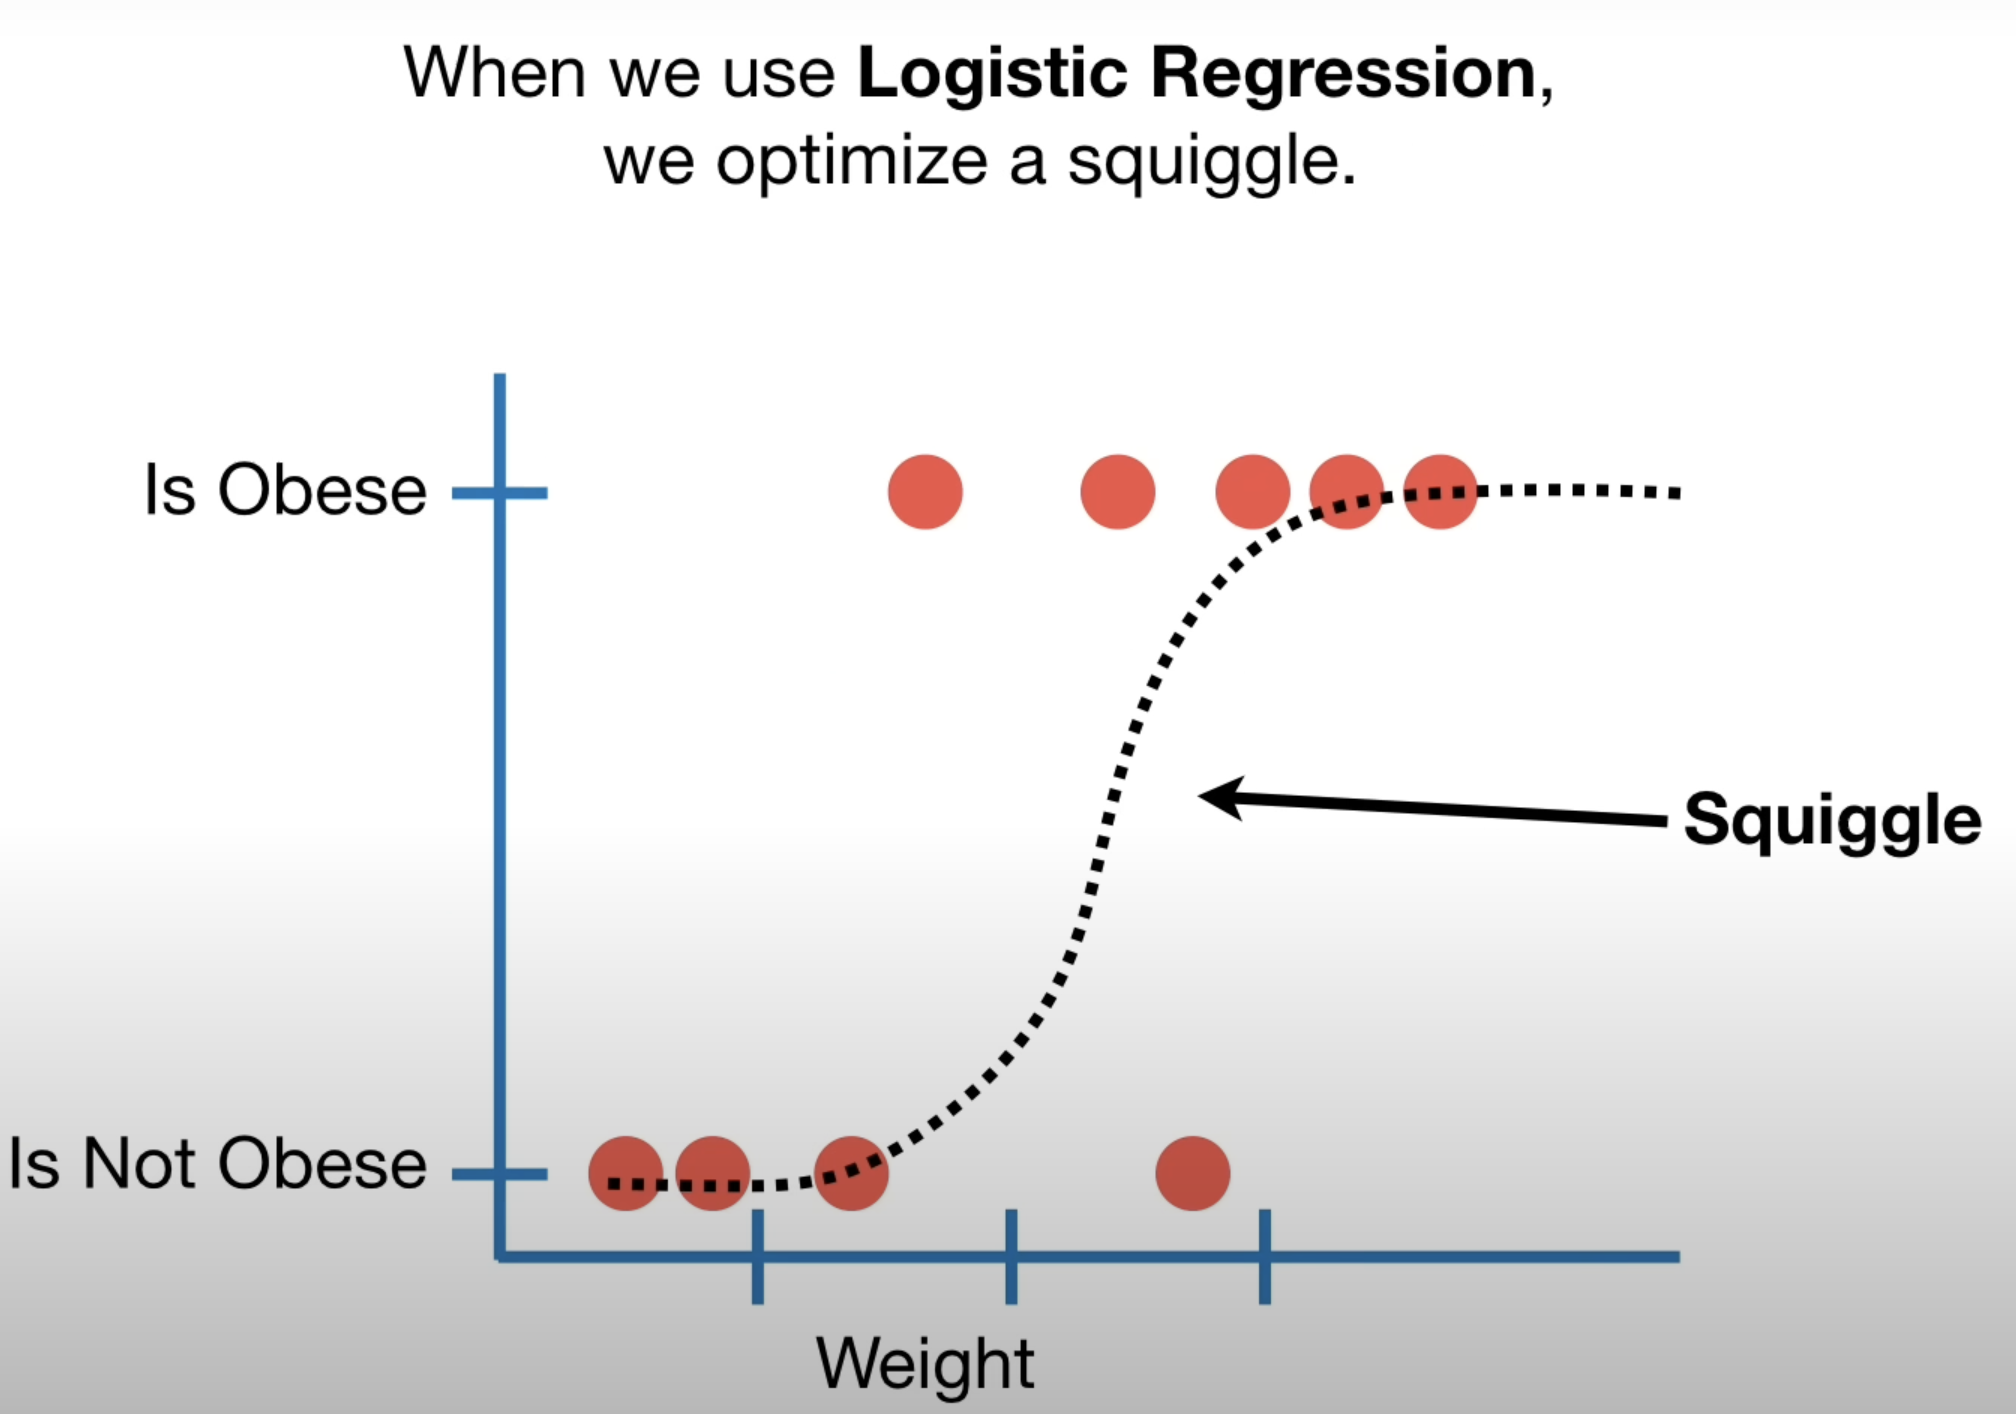 When we use Logistic Regression,
we optimize a squiggle.
Is Obese
Squiggle
Is Not Obese
Weight